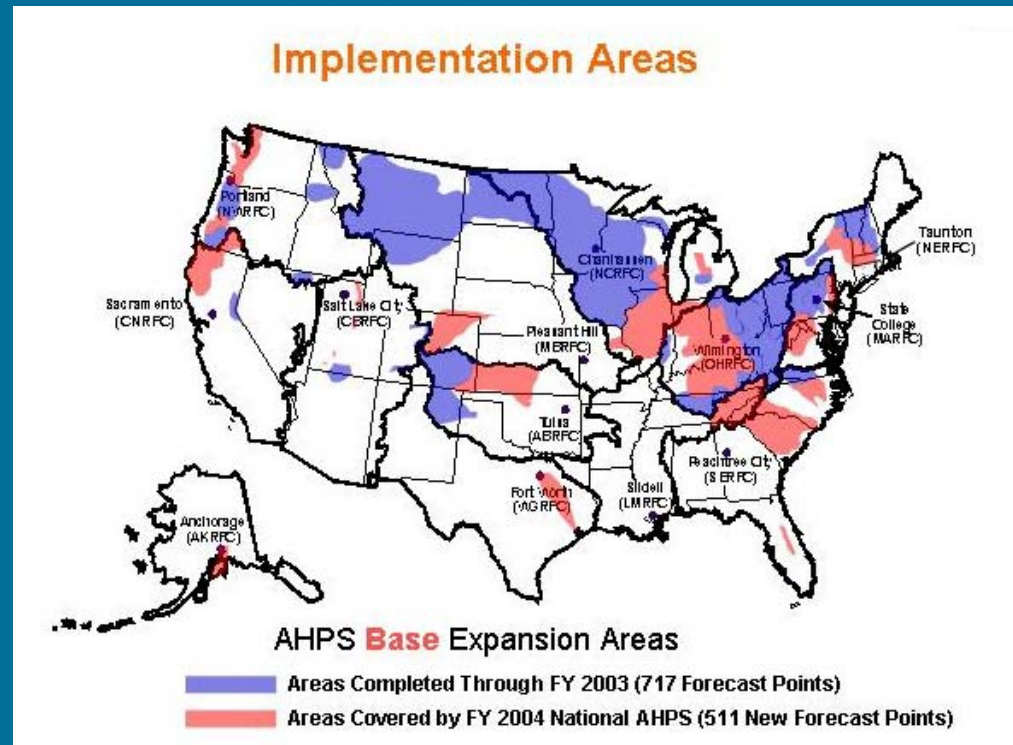 Implementation Areas
Portland
(NWRFC)
Chanhassen
(NCRFC)
Taunton
(NERFC)
Sacramento
(CNRFC)
Salt Lake City
(CBRFC)
Pleasant Hill
(MBRFC)
Wilmington
(OHRFC)
State
College
(MARFC)
Tulsa
(ABRFC)
Peachtree City
(SERFC)
Fort Worth
(WGRFC)
Slidell
(LMRFC)
Anchorage
(AKRFC)
AHPS Base Expansion Areas
Areas Completed Through FY 2003 (717 Forecast Points)
Areas Covered by FY 2004 National AHPS (511 New Forecast Points)